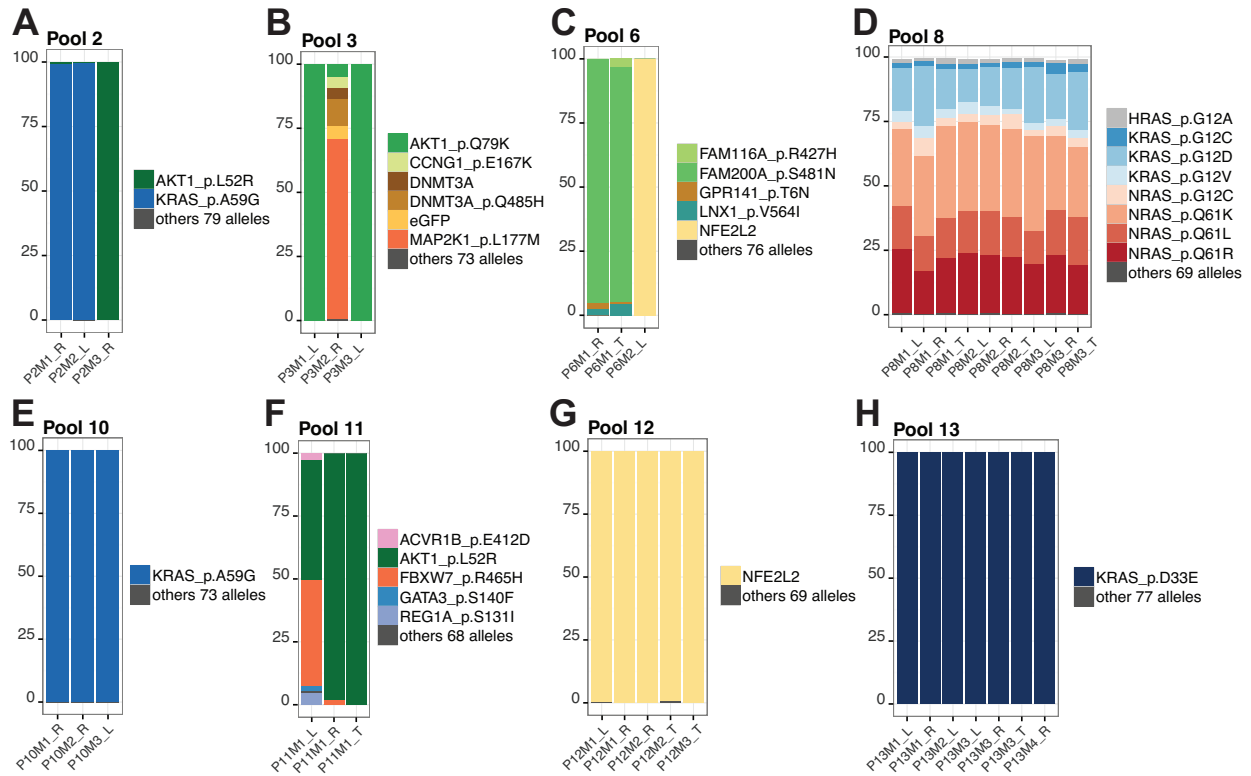 A
Pool 2
100
75
50
25
0
P2M1_R
P2M2_L
P2M3_R
AKT1_p.L52R
KRAS_p.A59G
others 79 alleles
B
Pool 3
100
75
50
25
0
P3M1_L
P3M2_R
P3M3_L
AKT1_p.Q79K
CCNG1_p.E167K
DNMT3A
DNMT3A_p.Q485H
eGFP
MAP2K1_p.L177M
others 73 alleles
C
Pool 6
100
75
50
25
0
P6M1_R
P6M1_T
P6M2_L
FAM116A_p.R427H
FAM200A_p.S481N
GPR141_p.T6N
LNX1_p.V564I
NFE2L2
others 76 alleles
D
Pool 8
100
75
50
25
0
P8M1_L
P8M1_R
P8M1_T
P8M2_L
P8M2_R
P8M2_T
P8M3_L
P8M3_R
P8M3_T
HRAS_p.G12A
KRAS_p.G12C
KRAS_p.G12D
KRAS_p.G12V
NRAS_p.G12C
NRAS_p.Q61K
NRAS_p.Q61L
NRAS_p.Q61R
others 69 alleles
E
Pool 10
100
75
50
25
0
P10M1_R
P10M2_R
P10M3_L
KRAS_p.A59G
others 73 alleles
F
Pool 11
100
75
50
25
0
P11M1_L
P11M1_R
P11M1_T
ACVR1B_p.E412D
AKT1_p.L52R
FBXW7_p.R465H
GATA3_p.S140F
REG1A_p.S131I
others 68 alleles
G
Pool 12
100
75
50
25
0
P12M1_L
P12M1_R
P12M2_R
P12M2_T
P12M3_T
NFE2L2
others 69 alleles
H
Pool 13
100
75
50
25
0
P13M1_L
P13M1_R
P13M2_L
P13M3_L
P13M3_R
P13M3_T
P13M4_R
KRAS_p.D33E
other 77 alleles